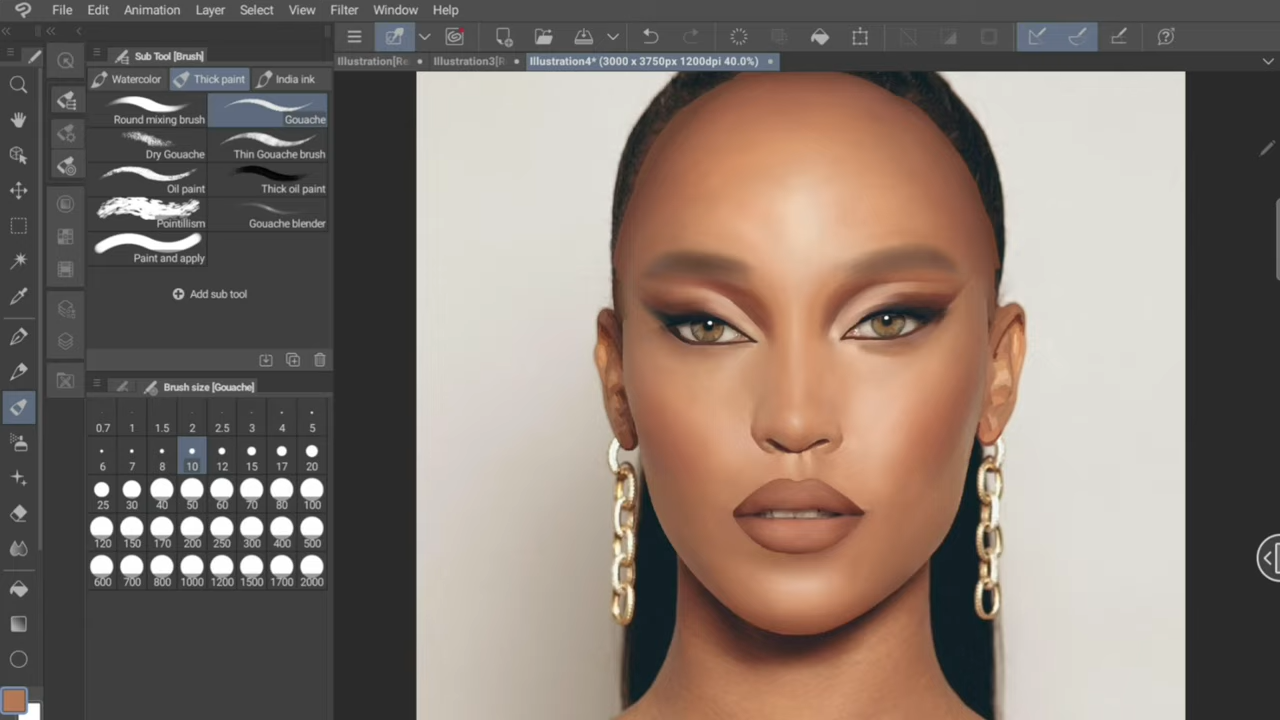 File Edit Animation Layer Select View Filter Window Help
Sub Tool [Brush]
Watercolor Thick paint India ink
Illustration[Re Illustration3[R Illustration4* (3000 x 3750px 1200dpi 40.0%)
Round mixing brush Gouache
Dry Gouache Thin Gouache brush
Oil paint Thick oil paint
Pointillism Gouache blender
Paint and apply
Add sub tool
Brush size [Gouache]
0.7 1 1.5 2 2.5 3 4 5
6 7 8 10 12 15 17 20
25 30 40 50 60 70 80 100
120 150 170 200 250 300 400 500
600 700 800 1000 1200 1500 1700 2000